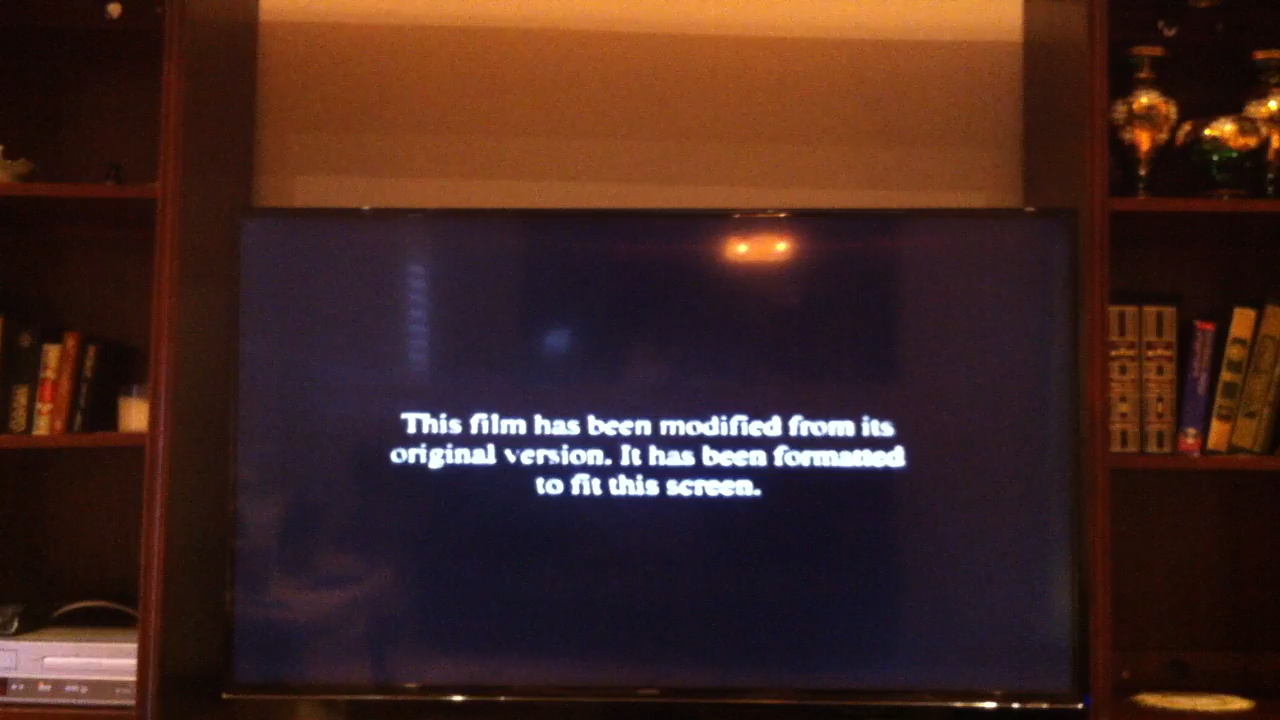 This film has been modified from its
original version. It has been formatted
to fit this screen.